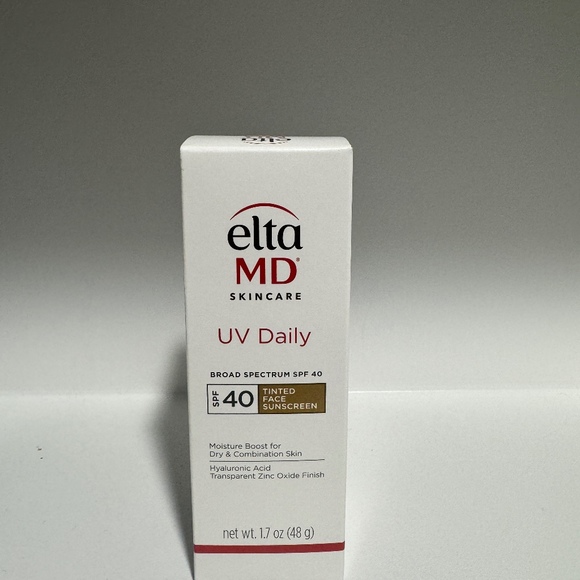 elta
elta
MD®
SKINCARE
UV Daily
BROAD SPECTRUM SPF 40
SPF 40 TINTED
FACE
SUNSCREEN
Moisture Boost for
Dry & Combination Skin
Hyaluronic Acid
Transparent Zinc Oxide Finish
net wt. 1.7 oz (48 g)